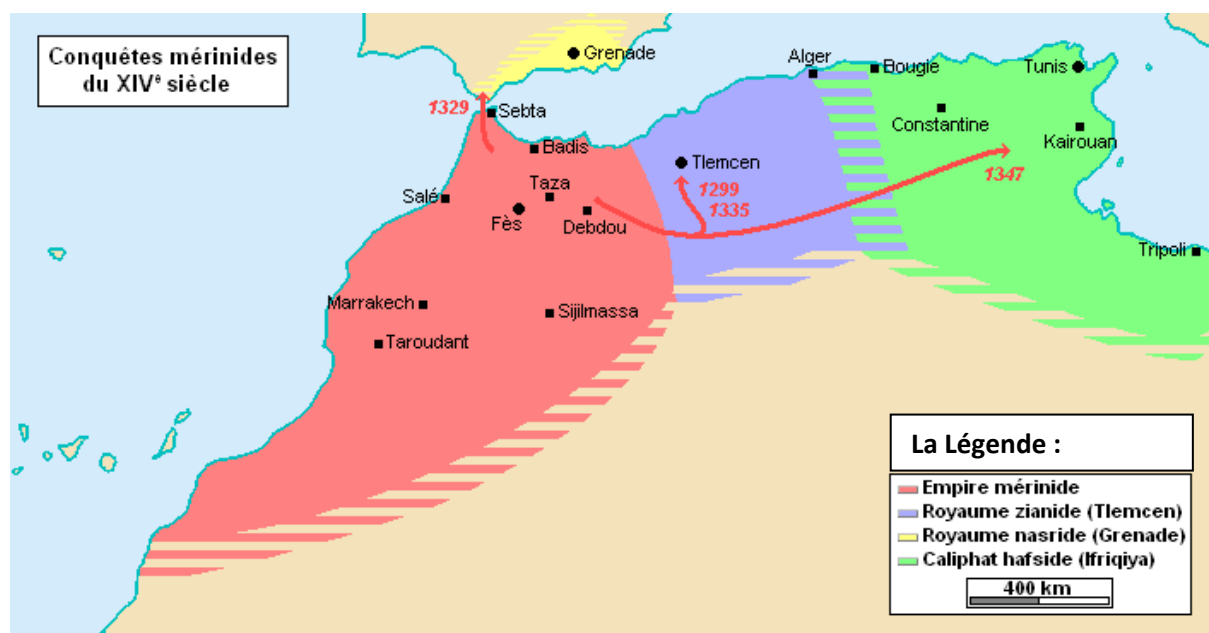 Conquêtes mérinides
du XIVᵉ siècle
Grenade
Alger
Bougie
Tunis
1329
Sebta
Constantine
Kairouan
Badis
Tlemcen
Taza
1299
1347
Salé
1335
Fès
Debdou
Tripoli
Marrakech
Sijilmassa
Taroudant
La Légende :
Empire mérinide
Royaume zianide (Tlemcen)
Royaume nasride (Grenade)
Caliphat hafside (Ifriqiya)
400 km